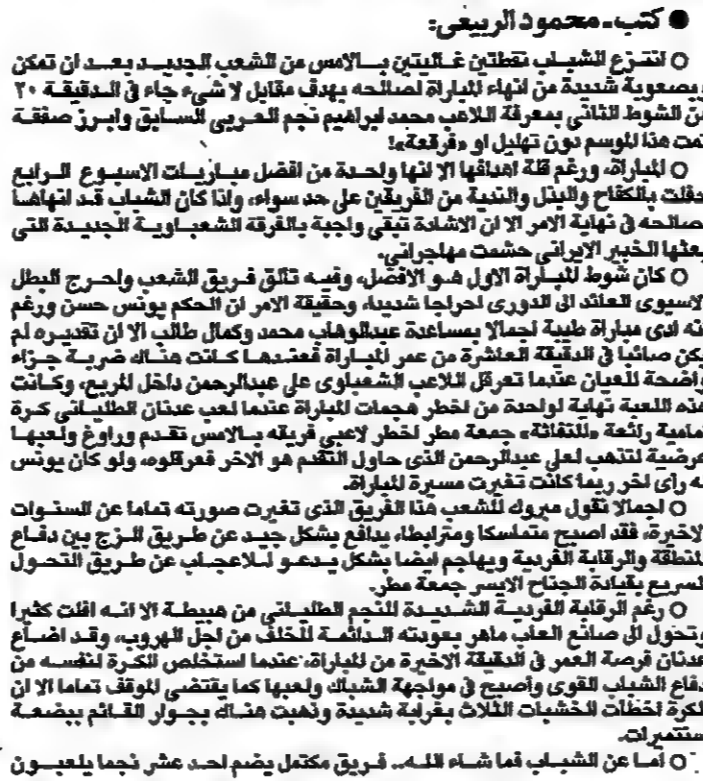 ● كتب ـ محمود الربيعي:
○ انتزع الشباب نقطتين غاليتين بالامس من الشعب الجديد بعد ان تمكن
وبصعوبة شديدة من انهاء المباراة لصالحه بهدف مقابل لا شيء جاء في الدقيقة ٢٠
من الشوط الثاني بمعرفة اللاعب محمد ابراهيم نجم العربي السابق وابرز صفقة
تمت هذا الموسم دون تهليل او «فرقعة»!
○ المباراة، ورغم قلة اهدافها الا انها واحدة من افضل مباريات الاسبوع الرابع
حفلت بالكفاح والبذل والندية من الفريقين على حد سواء، واذا كان الشباب قد انهاها
لصالحه في نهاية الامر الا ان الاشادة تبقى واجبة بالفرقة الشعباوية الجديدة التي
بعثها الخبير الايراني حشمت مهاجراني.
○ كان شوط المباراة الاول هو الافضل، وفيه تألق فريق الشعب واحرج البطل
الاسيوي العائد الى الدوري احراجا شديدا، وحقيقة الامر ان الحكم يونس حسن ورغم
انه ادى مباراة طيبة اجمالا بمساعدة عبدالوهاب محمد وكمال طالب الا ان تقديره لم
يكن صائبا في الدقيقة العاشرة من عمر المباراة فعندها كانت هناك ضربة جزاء
واضحة للعيان عندما تعرقل اللاعب الشعباوي علي عبدالرحمن داخل المربع، وكانت
هذه اللعبة نهاية لواحدة من اخطر هجمات المباراة عندما لعب عدنان الطلياني كرة
امامية رائعة «للنفاثة» جمعة مطر اخطر لاعبي فريقه بالامس تقدم وراوغ ولعبها
عرضية لتذهب لعلي عبدالرحمن الذي حاول التقدم هو الاخر فعرقلوه، ولو كان يونس
له رأي اخر ربما كانت تغيرت مسيرة المباراة.
○ اجمالا نقول مبروك للشعب هذا الفريق الذي تغيرت صورته تماما عن السنوات
الاخيرة، فقد اصبح متماسكا ومترابطا، يدافع بشكل جيد عن طريق المزج بين دفاع
المنطقة والرقابة الفردية ويهاجم ايضا بشكل يدعو للاعجاب عن طريق التحول
السريع بقيادة الجناح الايسر جمعة مطر.
○ رغم الرقابة الفردية الشديدة للنجم الطلياني من هبيطة الا انه افلت كثيرا
وتحول الى صانع العاب ماهر بعودته الدائمة للخلف من اجل الهروب، وقد اضاع
عدنان فرصة العمر في الدقيقة الاخيرة من المباراة، عندما استخلص الكرة لنفسه من
دفاع الشباب القوي واصبح في مواجهة الشباك ولعبها كما يقتضي الموقف تماما الا ان
الكرة اخطأت الخشبات الثلاث بغرابة شديدة وذهبت هناك بجوار القائم ببضعة
سنتميرات.
○ أما عن الشباب فما شاء الله.. فريق مكتمل يضم احد عشر نجما يلعبون